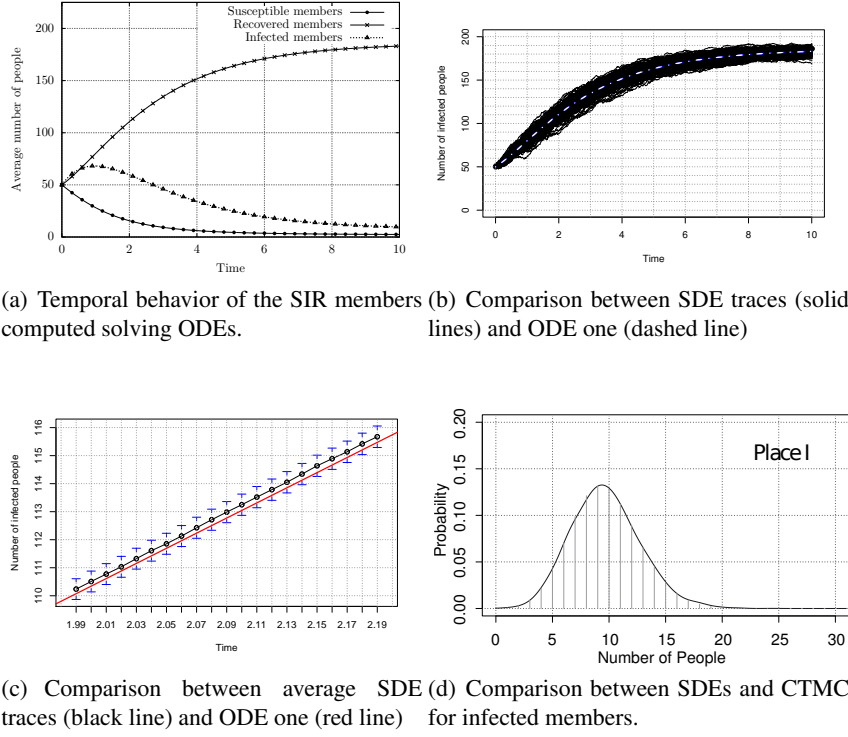 Susceptible members
Recovered members
Infected members
Average number of people
225
200
150
100
50
0
0 2 4 6 8 10
Time
(a) Temporal behavior of the SIR members
computed solving ODEs.
Number of infected people
200
150
100
50
0
0 2 4 6 8 10
Time
(b) Comparison between SDE traces (solid
lines) and ODE one (dashed line)
Number of infected people
116
115
114
113
112
111
110
1.99 2.01 2.03 2.05 2.07 2.09 2.11 2.13 2.15 2.17 2.19
Time
(c) Comparison between average SDE
traces (black line) and ODE one (red line)
Place I
Probability
0.20
0.15
0.10
0.05
0.00
0 5 10 15 20 25 30
Number of People
(d) Comparison between SDEs and CTMC
for infected members.